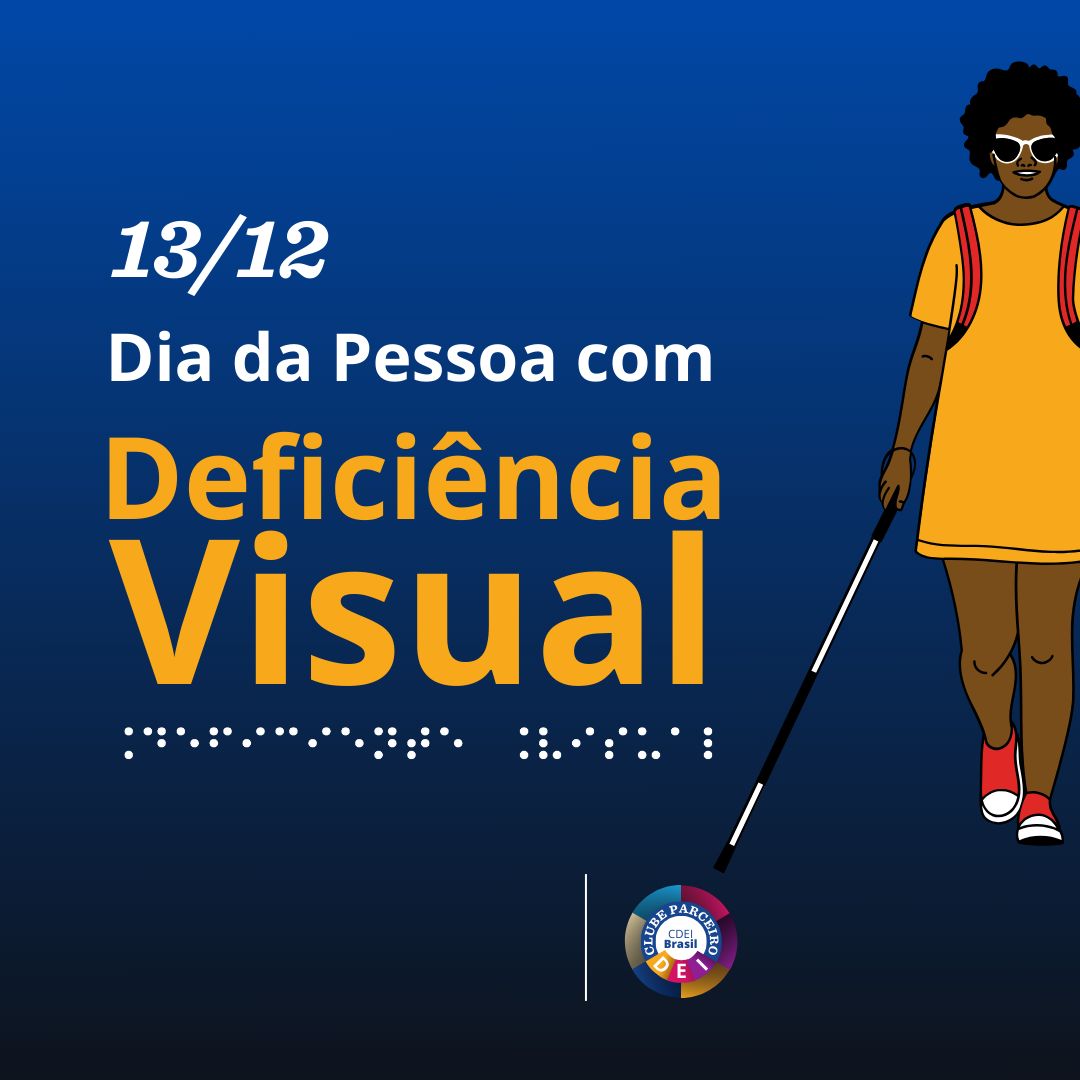 13/12
Dia da Pessoa com
Deficiência
Visual
⠨⠙⠑⠋⠊⠉⠊⠑⠝⠞⠑ ⠨⠧⠊⠎⠥⠁⠇
CLUBE PARCEIRO
CDEI
Brasil
D E I